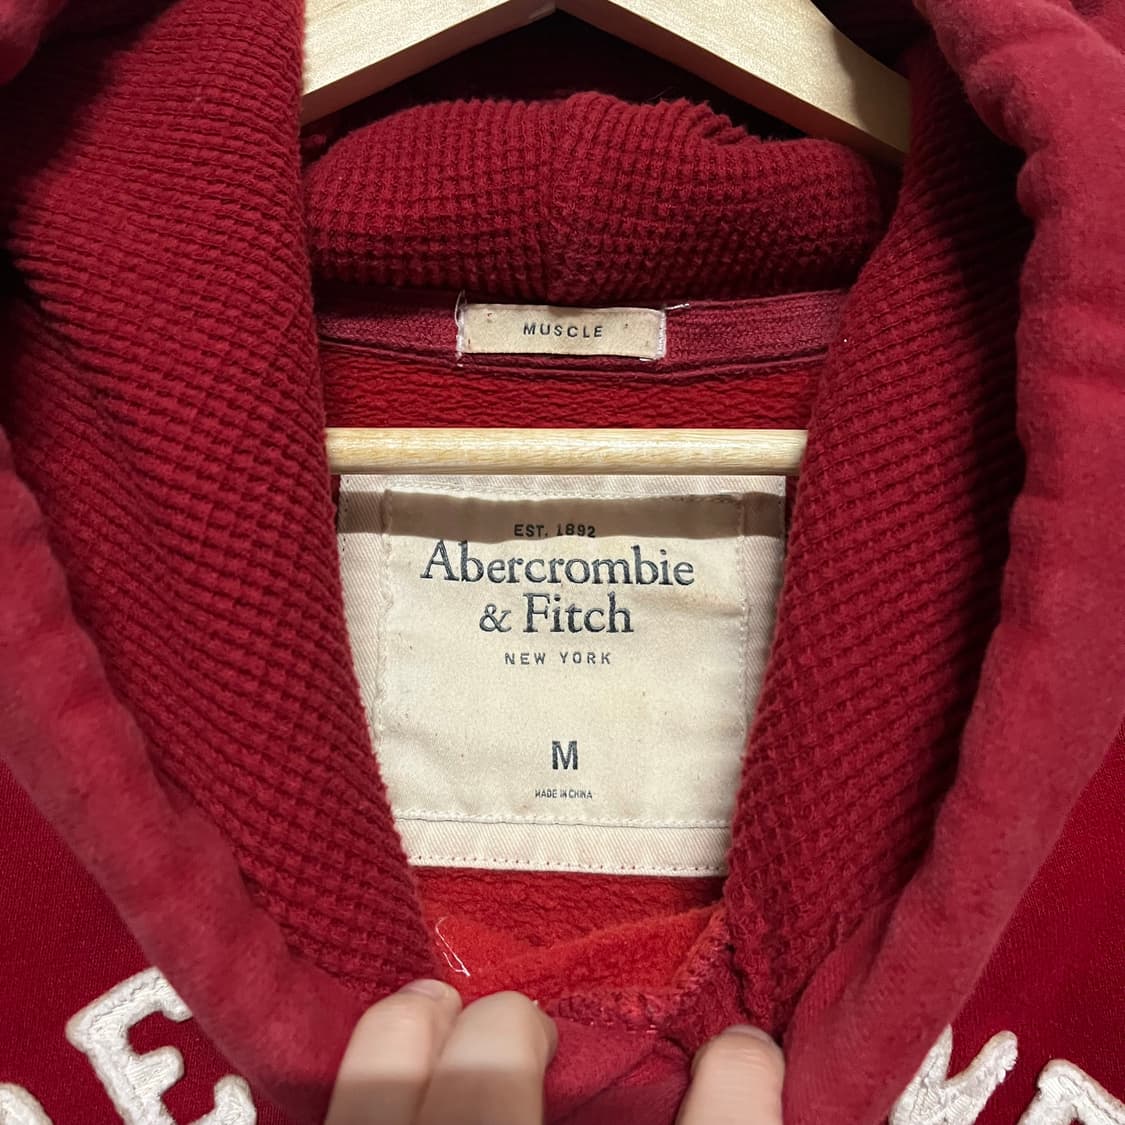 MUSCLE
EST. 1892
Abercrombie
& Fitch
NEW YORK
M
MADE IN CHINA